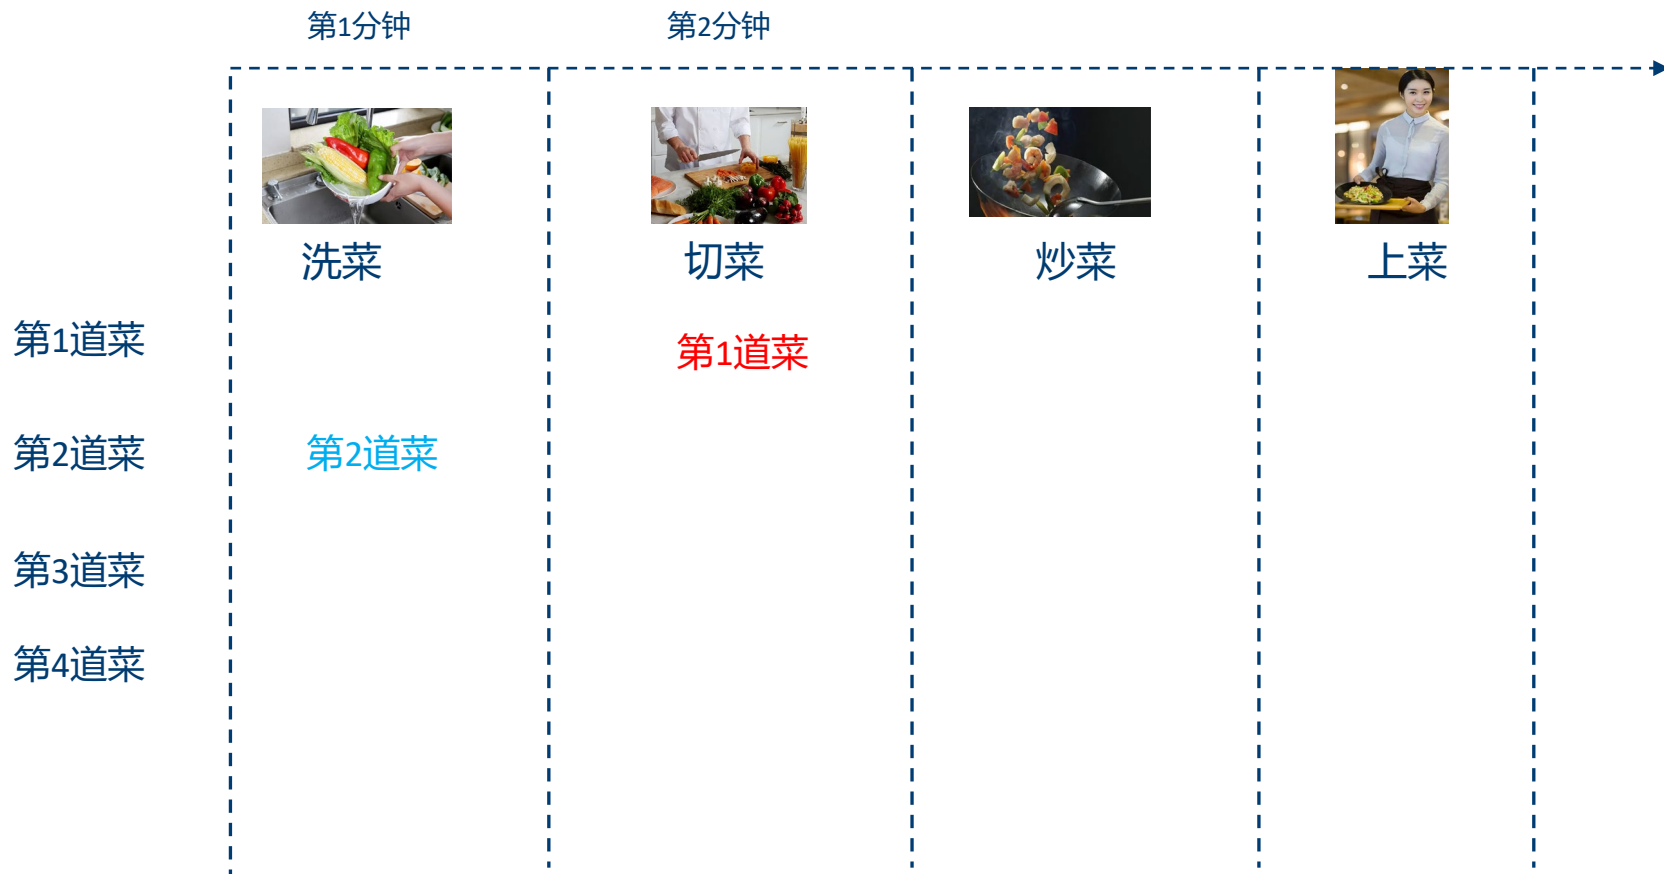 第1分钟 第2分钟
洗菜 切菜 炒菜 上菜
第1道菜 第1道菜
第2道菜 第2道菜
第3道菜
第4道菜